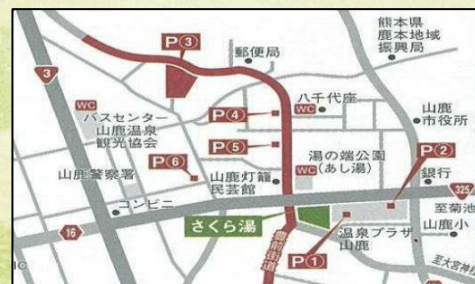 熊本県
鹿本地域
振興局
P③
郵便局
3
WC
八千代座
WC
P④
山鹿
市役所
バスセンター
山鹿温泉
観光協会
P⑤
湯の端公園
(あし湯)
P②
P⑥
WC
山鹿警察署
山鹿灯籠
民芸館
銀行
325
至菊池
コンビニ
さくら湯
16
豊前街道
P①
温泉プラザ
山鹿
山鹿小
至大宮神社
IC